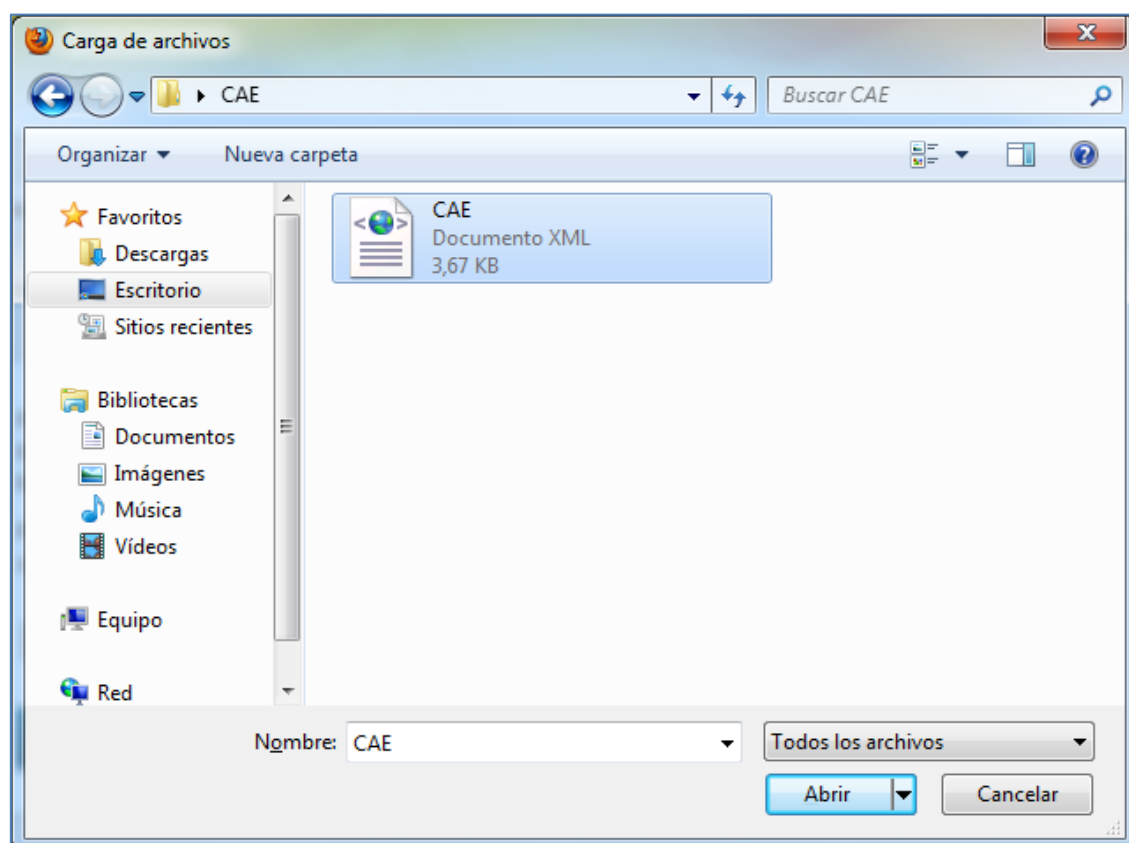 Carga de archivos
CAE
Buscar CAE
Organizar
Nueva carpeta
Favoritos
Descargas
Escritorio
Sitios recientes
Bibliotecas
Documentos
Imágenes
Música
Vídeos
Equipo
Red
CAE
Documento XML
3,67 KB
Nombre: CAE
Todos los archivos
Abrir
Cancelar